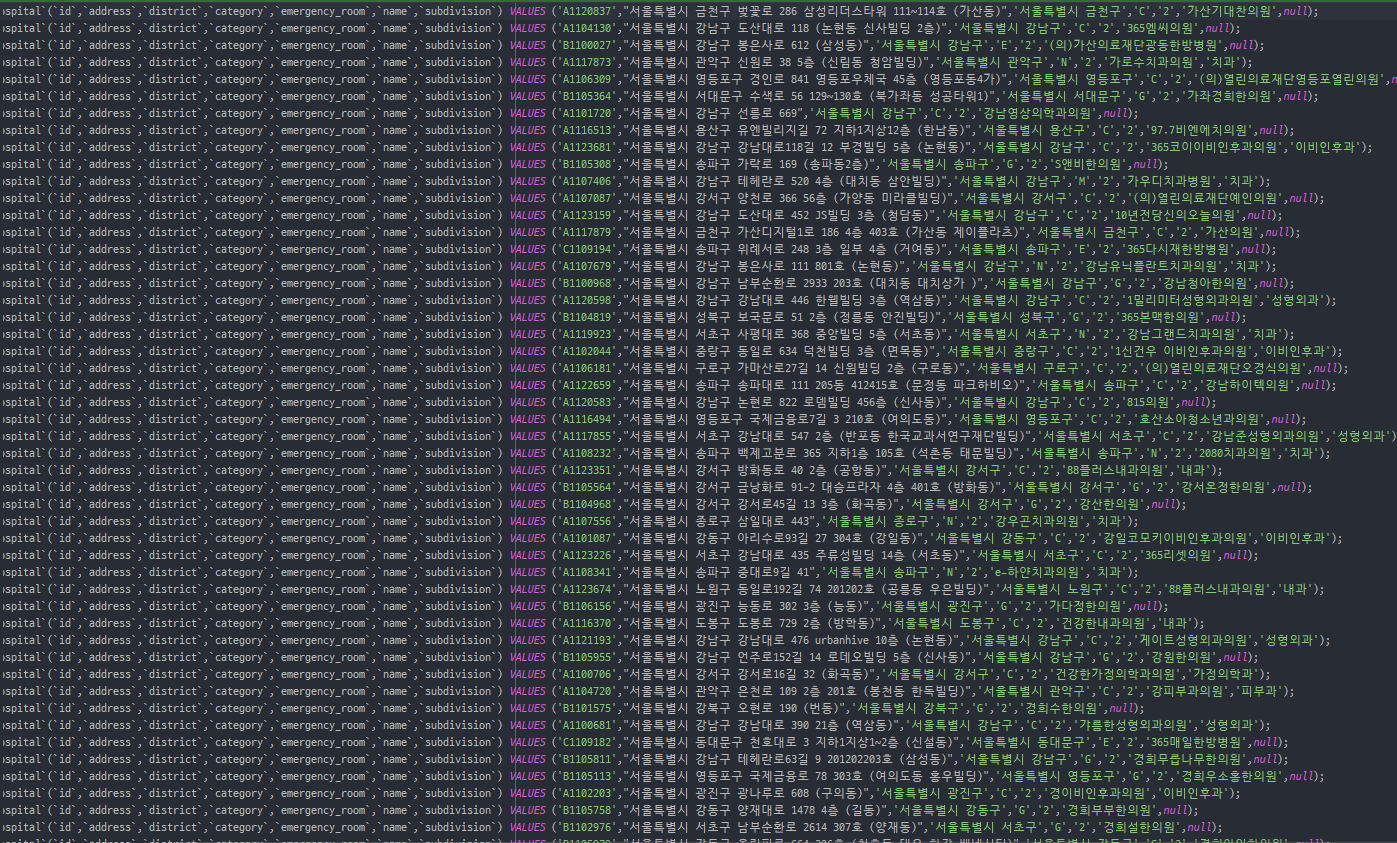 ospital`(`id`,`address`,`district`,`category`,`emergency_room`,`name`,`subdivision`) VALUES ('A1120837',"서울특별시 금천구 벚꽃로 286 삼성리더스타워 111~114호 (가산동)",'서울특별시 금천구','C','2','가산기대찬의원',null);
ospital`(`id`,`address`,`district`,`category`,`emergency_room`,`name`,`subdivision`) VALUES ('A1104130',"서울특별시 강남구 도산대로 118 (논현동 신사빌딩 2층)",'서울특별시 강남구','C','2','365엠씨의원',null);
ospital`(`id`,`address`,`district`,`category`,`emergency_room`,`name`,`subdivision`) VALUES ('B1100027',"서울특별시 강남구 봉은사로 612 (삼성동)",'서울특별시 강남구','E','2','(의)가산의료재단광동한방병원',null);
ospital`(`id`,`address`,`district`,`category`,`emergency_room`,`name`,`subdivision`) VALUES ('A1117873',"서울특별시 관악구 신원로 38 5층 (신림동 청암빌딩)",'서울특별시 관악구','N','2','가로수치과의원','치과');
ospital`(`id`,`address`,`district`,`category`,`emergency_room`,`name`,`subdivision`) VALUES ('A1106309',"서울특별시 영등포구 경인로 841 영등포우체국 45층 (영등포동4가)",'서울특별시 영등포구','C','2','(의)열린의료재단영등포열린의원',n
ospital`(`id`,`address`,`district`,`category`,`emergency_room`,`name`,`subdivision`) VALUES ('B1105364',"서울특별시 서대문구 수색로 56 129~130호 (북가좌동 성공타워1)",'서울특별시 서대문구','G','2','가좌경희한의원',null);
ospital`(`id`,`address`,`district`,`category`,`emergency_room`,`name`,`subdivision`) VALUES ('A1101720',"서울특별시 강남구 선릉로 669",'서울특별시 강남구','C','2','강남영상의학과의원',null);
ospital`(`id`,`address`,`district`,`category`,`emergency_room`,`name`,`subdivision`) VALUES ('A1116513',"서울특별시 용산구 유엔빌리지길 72 지하1지상12층 (한남동)",'서울특별시 용산구','C','2','97.7비엔에치의원',null);
ospital`(`id`,`address`,`district`,`category`,`emergency_room`,`name`,`subdivision`) VALUES ('A1123681',"서울특별시 강남구 강남대로118길 12 부경빌딩 5층 (논현동)",'서울특별시 강남구','C','2','365코이이비인후과의원','이비인후과');
ospital`(`id`,`address`,`district`,`category`,`emergency_room`,`name`,`subdivision`) VALUES ('B1105308',"서울특별시 송파구 가락로 169 (송파동2층)",'서울특별시 송파구','G','2','S앤비한의원',null);
ospital`(`id`,`address`,`district`,`category`,`emergency_room`,`name`,`subdivision`) VALUES ('A1107406',"서울특별시 강남구 테헤란로 520 4층 (대치동 삼안빌딩)",'서울특별시 강남구','M','2','가우디치과병원','치과');
ospital`(`id`,`address`,`district`,`category`,`emergency_room`,`name`,`subdivision`) VALUES ('A1107087',"서울특별시 강서구 양천로 366 56층 (가양동 미라클빌딩)",'서울특별시 강서구','C','2','(의)열린의료재단예인의원',null);
ospital`(`id`,`address`,`district`,`category`,`emergency_room`,`name`,`subdivision`) VALUES ('A1123159',"서울특별시 강남구 도산대로 452 JS빌딩 3층 (청담동)",'서울특별시 강남구','C','2','10년전당신의오늘의원',null);
ospital`(`id`,`address`,`district`,`category`,`emergency_room`,`name`,`subdivision`) VALUES ('A1117879',"서울특별시 금천구 가산디지털1로 186 4층 403호 (가산동 제이플라츠)",'서울특별시 금천구','C','2','가산의원',null);
ospital`(`id`,`address`,`district`,`category`,`emergency_room`,`name`,`subdivision`) VALUES ('C1109194',"서울특별시 송파구 위례서로 248 3층 일부 4층 (거여동)",'서울특별시 송파구','E','2','365다시재한방병원',null);
ospital`(`id`,`address`,`district`,`category`,`emergency_room`,`name`,`subdivision`) VALUES ('A1107679',"서울특별시 강남구 봉은사로 111 801호 (논현동)",'서울특별시 강남구','N','2','강남유닉플란트치과의원','치과');
ospital`(`id`,`address`,`district`,`category`,`emergency_room`,`name`,`subdivision`) VALUES ('B1100968',"서울특별시 강남구 남부순환로 2933 203호 (대치동 대치상가 )",'서울특별시 강남구','G','2','강남청아한의원',null);
ospital`(`id`,`address`,`district`,`category`,`emergency_room`,`name`,`subdivision`) VALUES ('A1120598',"서울특별시 강남구 강남대로 446 한웰빌딩 3층 (역삼동)",'서울특별시 강남구','C','2','1밀리미터성형외과의원','성형외과');
ospital`(`id`,`address`,`district`,`category`,`emergency_room`,`name`,`subdivision`) VALUES ('B1104819',"서울특별시 성북구 보국문로 51 2층 (정릉동 안진빌딩)",'서울특별시 성북구','G','2','365본맥한의원',null);
ospital`(`id`,`address`,`district`,`category`,`emergency_room`,`name`,`subdivision`) VALUES ('A1119923',"서울특별시 서초구 사평대로 368 중앙빌딩 5층 (서초동)",'서울특별시 서초구','N','2','강남그랜드치과의원','치과');
ospital`(`id`,`address`,`district`,`category`,`emergency_room`,`name`,`subdivision`) VALUES ('A1102044',"서울특별시 중랑구 동일로 634 덕천빌딩 3층 (면목동)",'서울특별시 중랑구','C','2','1신건우 이비인후과의원','이비인후과');
ospital`(`id`,`address`,`district`,`category`,`emergency_room`,`name`,`subdivision`) VALUES ('A1106181',"서울특별시 구로구 가마산로27길 14 신원빌딩 2층 (구로동)",'서울특별시 구로구','C','2','(의)열린의료재단오경식의원',null);
ospital`(`id`,`address`,`district`,`category`,`emergency_room`,`name`,`subdivision`) VALUES ('A1122659',"서울특별시 송파구 송파대로 111 205동 412415호 (문정동 파크하비오)",'서울특별시 송파구','C','2','강남하이텍의원',null);
ospital`(`id`,`address`,`district`,`category`,`emergency_room`,`name`,`subdivision`) VALUES ('A1120583',"서울특별시 강남구 논현로 822 로뎀빌딩 456층 (신사동)",'서울특별시 강남구','C','2','815의원',null);
ospital`(`id`,`address`,`district`,`category`,`emergency_room`,`name`,`subdivision`) VALUES ('A1116494',"서울특별시 영등포구 국제금융로7길 3 210호 (여의도동)",'서울특별시 영등포구','C','2','호산소아청소년과의원',null);
ospital`(`id`,`address`,`district`,`category`,`emergency_room`,`name`,`subdivision`) VALUES ('A1117855',"서울특별시 서초구 강남대로 547 2층 (반포동 한국교과서연구재단빌딩)",'서울특별시 서초구','C','2','강남준성형외과의원','성형외과')
ospital`(`id`,`address`,`district`,`category`,`emergency_room`,`name`,`subdivision`) VALUES ('A1108232',"서울특별시 송파구 백제고분로 365 지하1층 105호 (석촌동 태문빌딩)",'서울특별시 송파구','N','2','2080치과의원','치과');
ospital`(`id`,`address`,`district`,`category`,`emergency_room`,`name`,`subdivision`) VALUES ('A1123351',"서울특별시 강서구 방화동로 40 2층 (공항동)",'서울특별시 강서구','C','2','88플러스내과의원','내과');
ospital`(`id`,`address`,`district`,`category`,`emergency_room`,`name`,`subdivision`) VALUES ('B1105564',"서울특별시 강서구 금낭화로 91-2 대승프라자 4층 401호 (방화동)",'서울특별시 강서구','G','2','강서온정한의원',null);
ospital`(`id`,`address`,`district`,`category`,`emergency_room`,`name`,`subdivision`) VALUES ('B1104968',"서울특별시 강서구 강서로45길 13 3층 (화곡동)",'서울특별시 강서구','G','2','강산한의원',null);
ospital`(`id`,`address`,`district`,`category`,`emergency_room`,`name`,`subdivision`) VALUES ('A1107556',"서울특별시 종로구 삼일대로 443",'서울특별시 종로구','N','2','강우곤치과의원','치과');
ospital`(`id`,`address`,`district`,`category`,`emergency_room`,`name`,`subdivision`) VALUES ('A1101087',"서울특별시 강동구 아리수로93길 27 304호 (강일동)",'서울특별시 강동구','C','2','강일코모키이비인후과의원','이비인후과');
ospital`(`id`,`address`,`district`,`category`,`emergency_room`,`name`,`subdivision`) VALUES ('A1123226',"서울특별시 서초구 강남대로 435 주류성빌딩 14층 (서초동)",'서울특별시 서초구','C','2','365리셋의원',null);
ospital`(`id`,`address`,`district`,`category`,`emergency_room`,`name`,`subdivision`) VALUES ('A1108341',"서울특별시 송파구 중대로9길 41",'서울특별시 송파구','N','2','e-하얀치과의원','치과');
ospital`(`id`,`address`,`district`,`category`,`emergency_room`,`name`,`subdivision`) VALUES ('A1123674',"서울특별시 노원구 동일로192길 74 201202호 (공릉동 우은빌딩)",'서울특별시 노원구','C','2','88플러스내과의원','내과');
ospital`(`id`,`address`,`district`,`category`,`emergency_room`,`name`,`subdivision`) VALUES ('B1106156',"서울특별시 광진구 능동로 302 3층 (능동)",'서울특별시 광진구','G','2','가다정한의원',null);
ospital`(`id`,`address`,`district`,`category`,`emergency_room`,`name`,`subdivision`) VALUES ('A1116370',"서울특별시 도봉구 도봉로 729 2층 (방학동)",'서울특별시 도봉구','C','2','건강한내과의원','내과');
ospital`(`id`,`address`,`district`,`category`,`emergency_room`,`name`,`subdivision`) VALUES ('A1121193',"서울특별시 강남구 강남대로 476 urbanhive 10층 (논현동)",'서울특별시 강남구','C','2','게이트성형외과의원','성형외과');
ospital`(`id`,`address`,`district`,`category`,`emergency_room`,`name`,`subdivision`) VALUES ('B1105955',"서울특별시 강남구 언주로152길 14 로데오빌딩 5층 (신사동)",'서울특별시 강남구','G','2','강원한의원',null);
ospital`(`id`,`address`,`district`,`category`,`emergency_room`,`name`,`subdivision`) VALUES ('A1100706',"서울특별시 강서구 강서로16길 32 (화곡동)",'서울특별시 강서구','C','2','건강한가정의학과의원','가정의학과');
ospital`(`id`,`address`,`district`,`category`,`emergency_room`,`name`,`subdivision`) VALUES ('A1104720',"서울특별시 관악구 은천로 109 2층 201호 (봉천동 한독빌딩)",'서울특별시 관악구','C','2','강피부과의원','피부과');
ospital`(`id`,`address`,`district`,`category`,`emergency_room`,`name`,`subdivision`) VALUES ('B1101575',"서울특별시 강북구 오현로 190 (번동)",'서울특별시 강북구','G','2','경희수한의원',null);
ospital`(`id`,`address`,`district`,`category`,`emergency_room`,`name`,`subdivision`) VALUES ('A1100681',"서울특별시 강남구 강남대로 390 21층 (역삼동)",'서울특별시 강남구','C','2','갸름한성형외과의원','성형외과');
ospital`(`id`,`address`,`district`,`category`,`emergency_room`,`name`,`subdivision`) VALUES ('C1109182',"서울특별시 동대문구 천호대로 3 지하1지상1~2층 (신설동)",'서울특별시 동대문구','E','2','365매일한방병원',null);
ospital`(`id`,`address`,`district`,`category`,`emergency_room`,`name`,`subdivision`) VALUES ('B1105811',"서울특별시 강남구 테헤란로63길 9 201202203호 (삼성동)",'서울특별시 강남구','G','2','경희무릅나무한의원',null);
ospital`(`id`,`address`,`district`,`category`,`emergency_room`,`name`,`subdivision`) VALUES ('B1105113',"서울특별시 영등포구 국제금융로 78 303호 (여의도동 홍우빌딩)",'서울특별시 영등포구','G','2','경희우소홍한의원',null);
ospital`(`id`,`address`,`district`,`category`,`emergency_room`,`name`,`subdivision`) VALUES ('A1102203',"서울특별시 광진구 광나루로 608 (구의동)",'서울특별시 광진구','C','2','경이비인후과의원','이비인후과');
ospital`(`id`,`address`,`district`,`category`,`emergency_room`,`name`,`subdivision`) VALUES ('B1105758',"서울특별시 강동구 양재대로 1478 4층 (길동)",'서울특별시 강동구','G','2','경희부부한의원',null);
ospital`(`id`,`address`,`district`,`category`,`emergency_room`,`name`,`subdivision`) VALUES ('B1102976',"서울특별시 서초구 남부순환로 2614 307호 (양재동)",'서울특별시 서초구','G','2','경희설한의원',null);